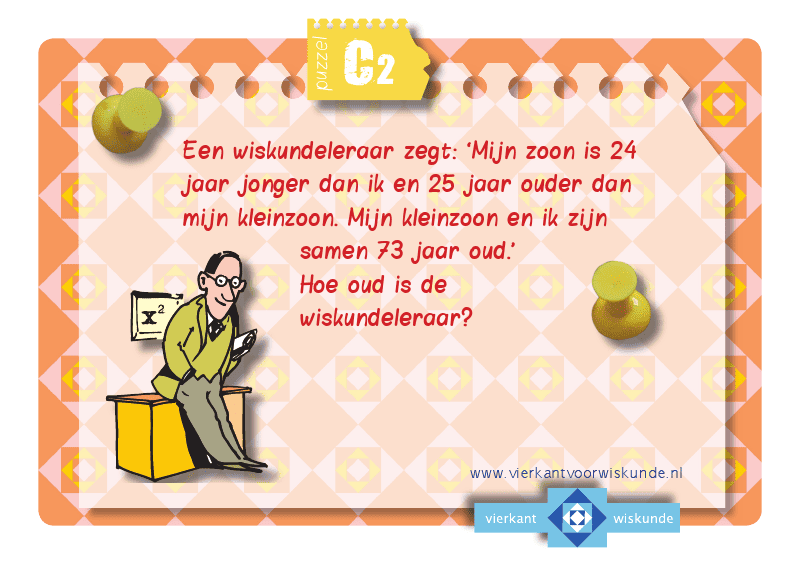 puzzel
C2
Een wiskundeleraar zegt: ‘Mijn zoon is 24
jaar jonger dan ik en 25 jaar ouder dan
mijn kleinzoon. Mijn kleinzoon en ik zijn
samen 73 jaar oud.’
Hoe oud is de
wiskundeleraar?
x²
www.vierkantvoorwiskunde.nl
vierkant wiskunde